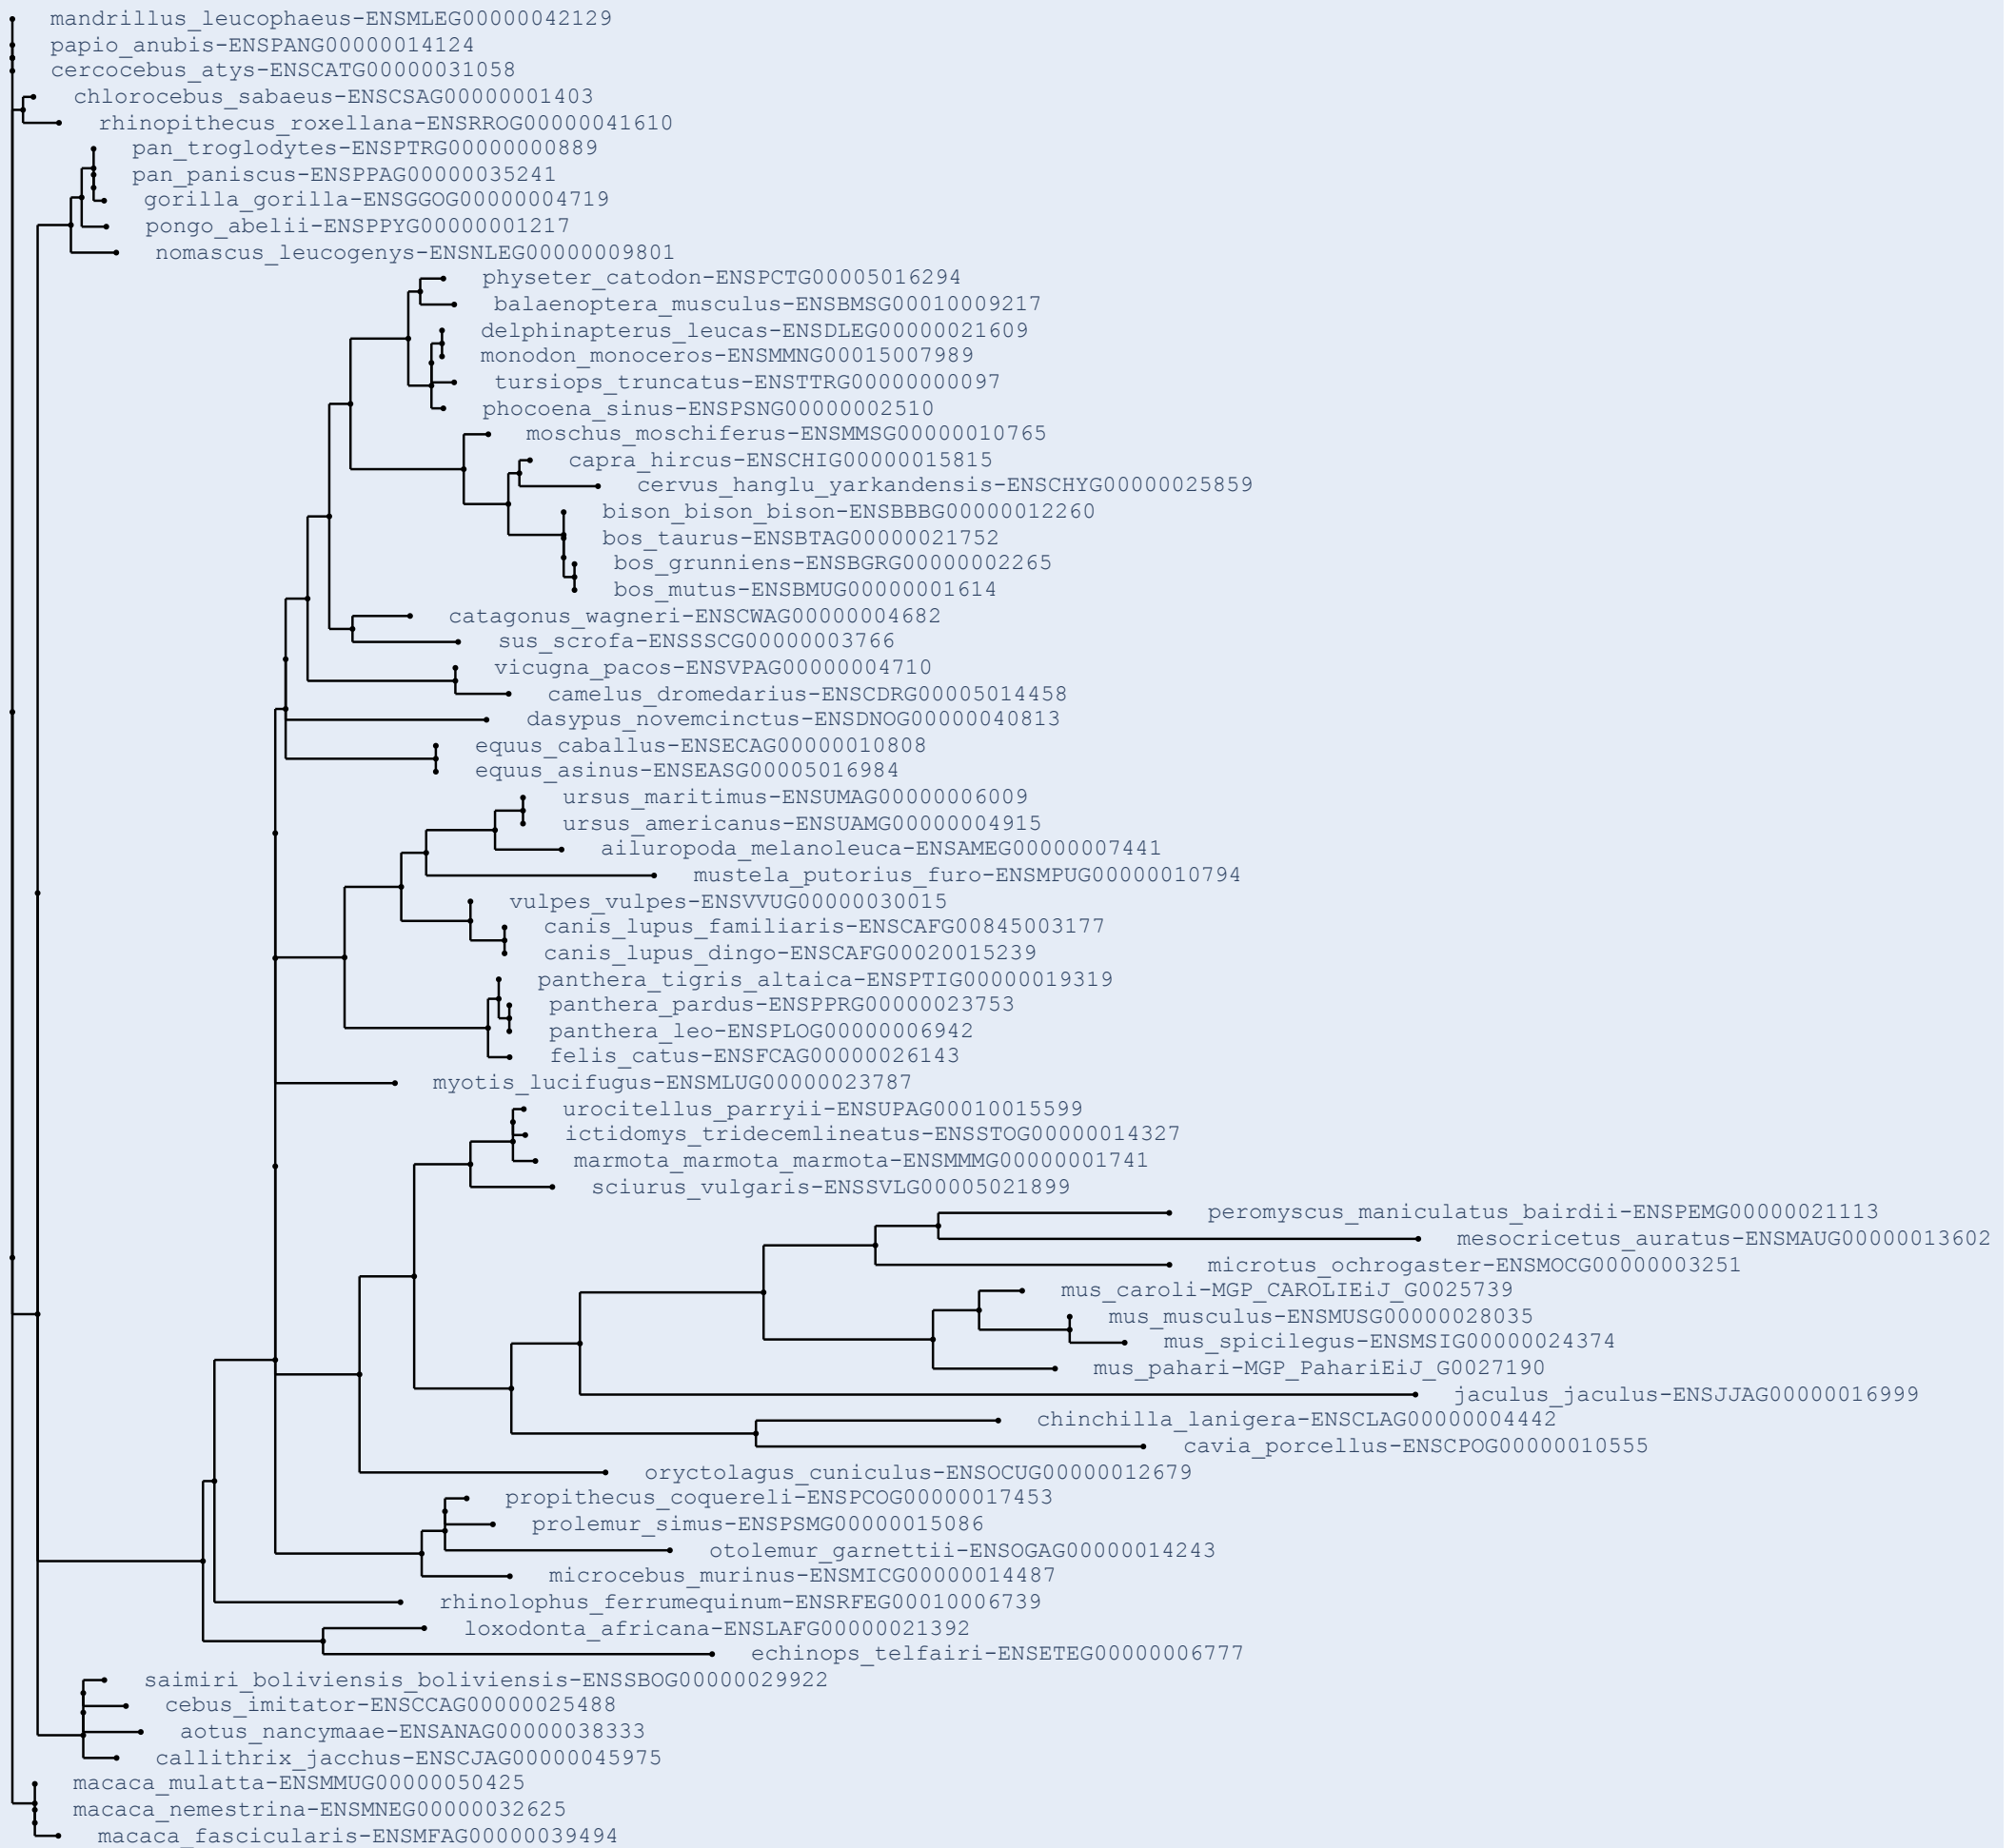 mandrillus_leucophaeus-ENSMLEG00000042129
papio_anubis-ENSPANG00000014124
cercocebus_atys-ENSCATG00000031058
chlorocebus_sabaeus-ENSCSAG00000001403
rhinopithecus_roxellana-ENSRROG00000041610
pan_troglodytes-ENSPTRG00000000889
pan_paniscus-ENSPPAG00000035241
gorilla_gorilla-ENSGGOG00000004719
pongo_abelii-ENSPPYG00000001217
nomascus_leucogenys-ENSNLEG00000009801
physeter_catodon-ENSPCTG00005016294
balaenoptera_musculus-ENSBMSG00010009217
delphinapterus_leucas-ENSDLEG00000021609
monodon_monoceros-ENSMMNG00015007989
tursiops_truncatus-ENSTTRG00000000097
phocoena_sinus-ENSPSNG00000002510
moschus_moschiferus-ENSMMSG00000010765
capra_hircus-ENSCHIG00000015815
cervus_hanglu_yarkandensis-ENSCHYG00000025859
bison_bison_bison-ENSBBBG00000012260
bos_taurus-ENSBTAG00000021752
bos_grunniens-ENSBGRG00000002265
bos_mutus-ENSBMUG00000001614
catagonus_wagneri-ENSCWAG00000004682
sus_scrofa-ENSSSCG00000003766
vicugna_pacos-ENSVPAG00000004710
camelus_dromedarius-ENSCDRG00005014458
dasypus_novemcinctus-ENSDNOG00000040813
equus_caballus-ENSECAG00000010808
equus_asinus-ENSEASG00005016984
ursus_maritimus-ENSUMAG00000006009
ursus_americanus-ENSUAMG00000004915
ailuropoda_melanoleuca-ENSAMEG00000007441
mustela_putorius_furo-ENSMPUG00000010794
vulpes_vulpes-ENSVVUG00000030015
canis_lupus_familiaris-ENSCAFG00845003177
canis_lupus_dingo-ENSCAFG00020015239
panthera_tigris_altaica-ENSPTIG00000019319
panthera_pardus-ENSPPRG00000023753
panthera_leo-ENSPLOG00000006942
felis_catus-ENSFCAG00000026143
myotis_lucifugus-ENSMLUG00000023787
urocitellus_parryii-ENSUPAG00010015599
ictidomys_tridecemlineatus-ENSSTOG00000014327
marmota_marmota_marmota-ENSMMMG00000001741
sciurus_vulgaris-ENSSVLG00005021899
peromyscus_maniculatus_bairdii-ENSPEMG00000021113
mesocricetus_auratus-ENSMAUG00000013602
microtus_ochrogaster-ENSMOCG00000003251
mus_caroli-MGP_CAROLIEiJ_G0025739
mus_musculus-ENSMUSG00000028035
mus_spicilegus-ENSMSIG00000024374
mus_pahari-MGP_PahariEiJ_G0027190
jaculus_jaculus-ENSJJAG00000016999
chinchilla_lanigera-ENSCLAG00000004442
cavia_porcellus-ENSCPOG00000010555
oryctolagus_cuniculus-ENSOCUG00000012679
propithecus_coquereli-ENSPCOG00000017453
prolemur_simus-ENSPSMG00000015086
otolemur_garnettii-ENSOGAG00000014243
microcebus_murinus-ENSMICG00000014487
rhinolophus_ferrumequinum-ENSRFEG00010006739
loxodonta_africana-ENSLAFG00000021392
echinops_telfairi-ENSETEG00000006777
saimiri_boliviensis_boliviensis-ENSSBOG00000029922
cebus_imitator-ENSCCAG00000025488
aotus_nancymaae-ENSANAG00000038333
callithrix_jacchus-ENSCJAG00000045975
macaca_mulatta-ENSMMUG00000050425
macaca_nemestrina-ENSMNEG00000032625
macaca_fascicularis-ENSMFAG00000039494